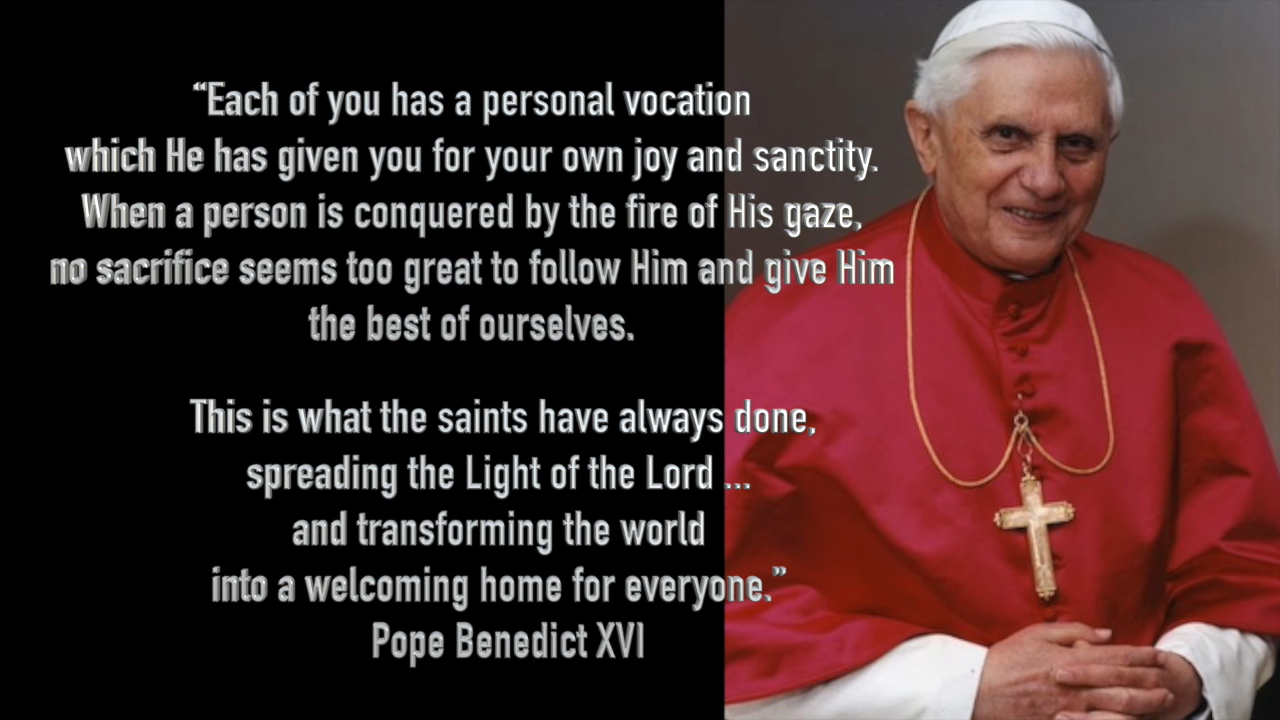 “Each of you has a personal vocation
which He has given you for your own joy and sanctity.
When a person is conquered by the fire of His gaze,
no sacrifice seems too great to follow Him and give Him
the best of ourselves.
This is what the saints have always done,
spreading the Light of the Lord ...
and transforming the world
into a welcoming home for everyone.”
Pope Benedict XVI